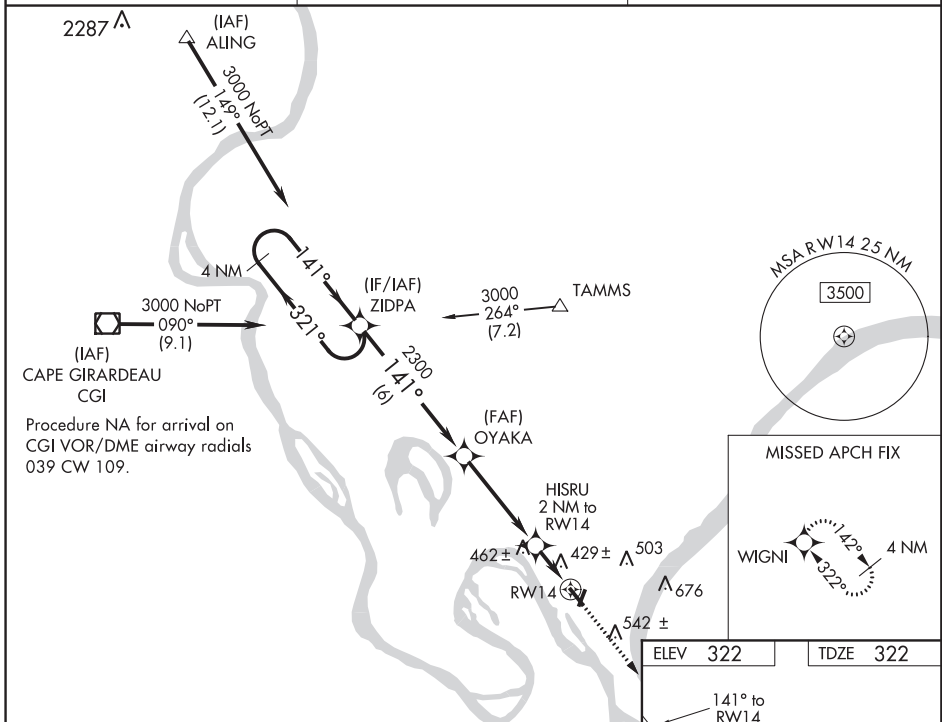 2287
(IAF)
ALING
3000 NoPT
149°
(12.1)
4 NM
141°
321°
(IF/IAF)
ZIDPA
3000
264°
(7.2)
TAMMS
3000 NoPT
090°
(9.1)
(IAF)
CAPE GIRARDEAU
CGI
Procedure NA for arrival on
CGI VOR/DME airway radials
039 CW 109.
2300
141°
(6)
(FAF)
OYAKA
HISRU
2 NM to
RW14
462 ±
429 ±
503
676
RW14
542 ±
MSA RW14 25 NM
3500
MISSED APCH FIX
WIGNI
142°
322°
4 NM
ELEV 322
TDZE 322
141° to
RW14